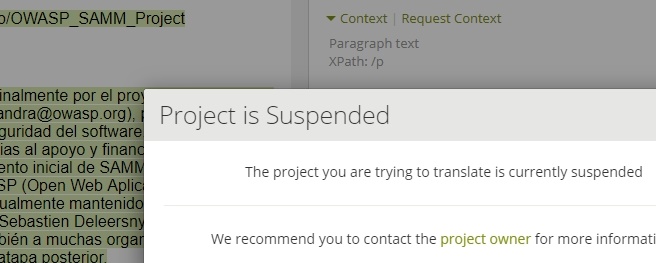 o/OWASP_SAMM_Project
Context | Request Context
Paragraph text
XPath: /p
inalmente por el proy
andra@owasp.org), p
guridad del software
ias al apoyo y financ
ento inicial de SAMM
SP (Open Web Aplica
ualmente mantenido
Sebastien Deleersny
bién a muchas organ
atapa posterior.
Project is Suspended
The project you are trying to translate is currently suspended
We recommend you to contact the project owner for more informati